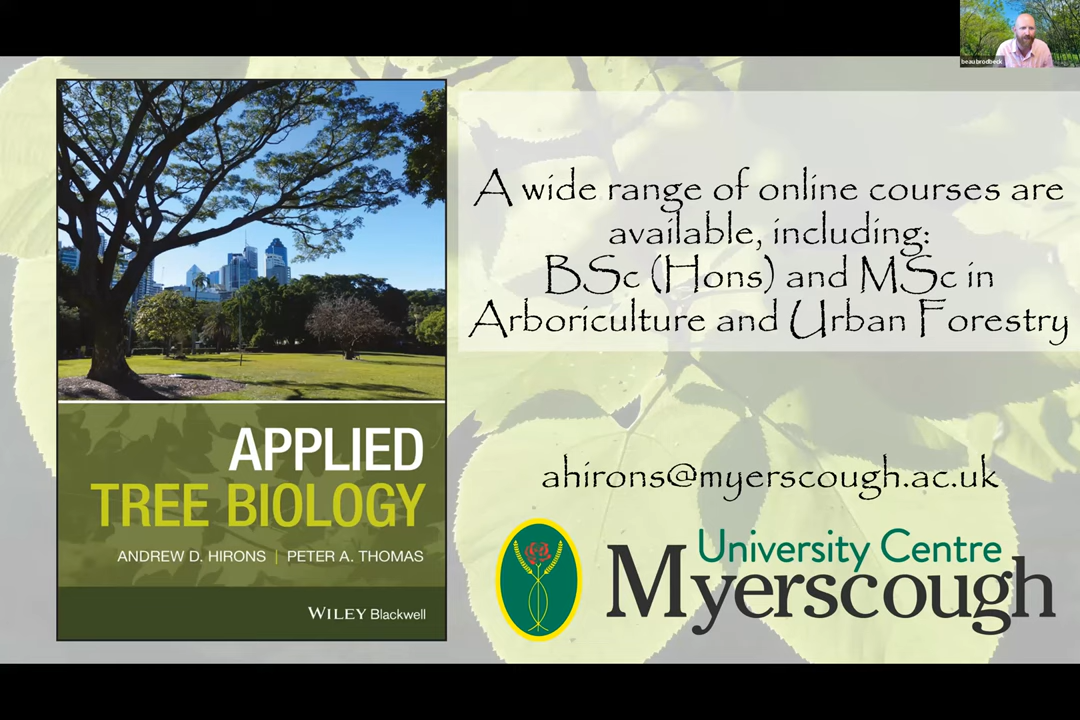 beaubrodbeck
A wide range of online courses are
available, including:
BSc (Hons) and MSc in
Arboriculture and Urban Forestry
APPLIED
TREE BIOLOGY
ANDREW D. HIRONS | PETER A. THOMAS
WILEY Blackwell
ahirons@myerscough.ac.uk
University Centre
Myerscough